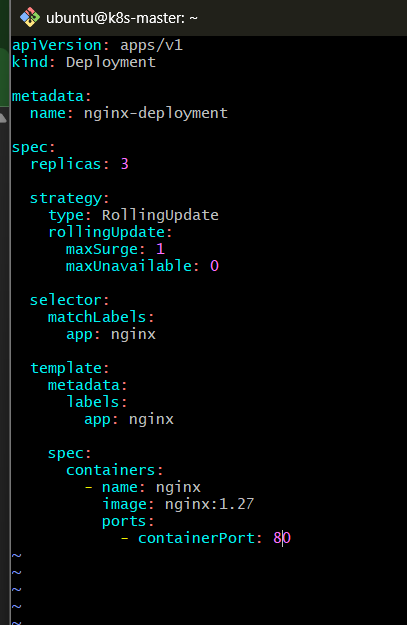 ubuntu@k8s-master: ~
apiVersion: apps/v1
kind: Deployment

metadata:
  name: nginx-deployment

spec:
  replicas: 3

  strategy:
    type: RollingUpdate
    rollingUpdate:
      maxSurge: 1
      maxUnavailable: 0

  selector:
    matchLabels:
      app: nginx

  template:
    metadata:
      labels:
        app: nginx

    spec:
      containers:
        - name: nginx
          image: nginx:1.27
          ports:
            - containerPort: 80
~
~
~
~